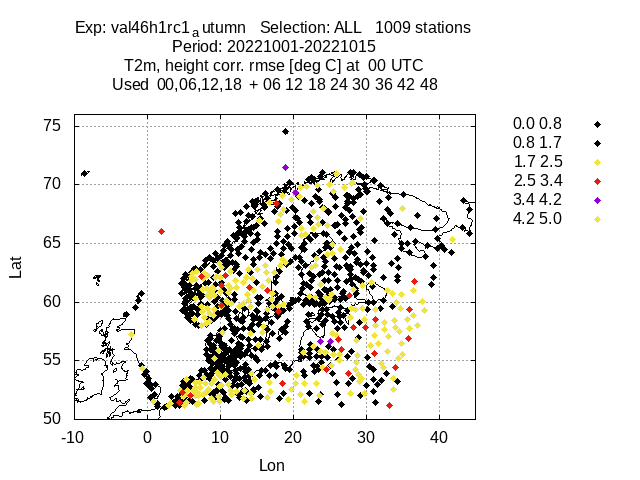 Exp: val46h1rc1a utumn Selection: ALL 1009 stations
Period: 20221001-20221015
T2m, height corr. rmse [deg C] at 00 UTC
Used 00,06,12,18 + 06 12 18 24 30 36 42 48
75
70
65
60
55
50
Lat
-10 0 10 20 30 40
Lon
0.0 0.8
0.8 1.7
1.7 2.5
2.5 3.4
3.4 4.2
4.2 5.0